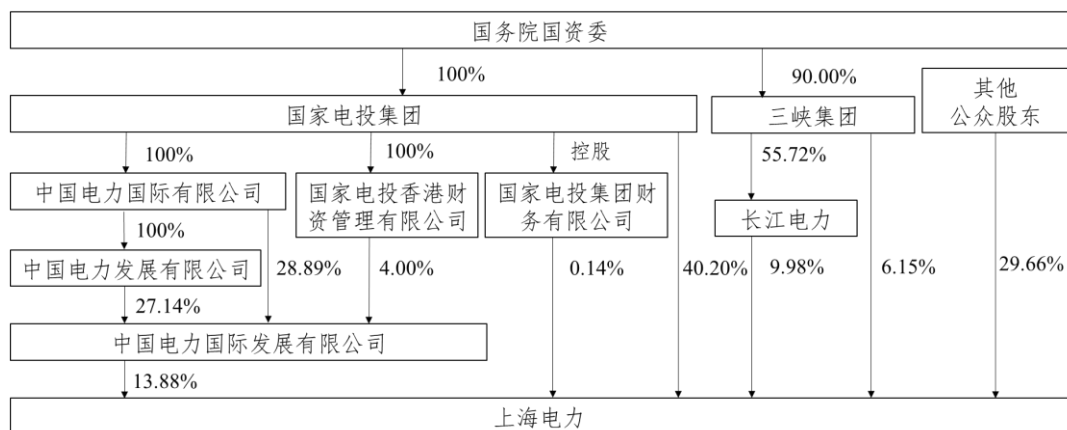 国务院国资委
100%
90.00%
国家电投集团
三峡集团
其他
公众股东
100%
100%
控股
55.72%
中国电力国际有限公司
国家电投香港财
资管理有限公司
国家电投集团财
务有限公司
长江电力
100%
中国电力发展有限公司
28.89%
4.00%
0.14%
40.20%
9.98%
6.15%
29.66%
27.14%
中国电力国际发展有限公司
13.88%
上海电力